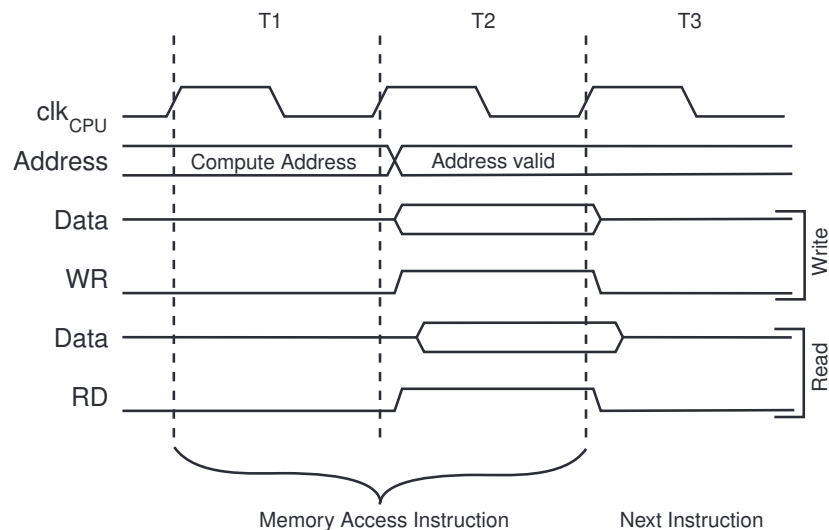 T1 T2 T3
clkCPU
Address Compute Address Address valid
Data
WR
Write
Data
RD
Read
Memory Access Instruction Next Instruction